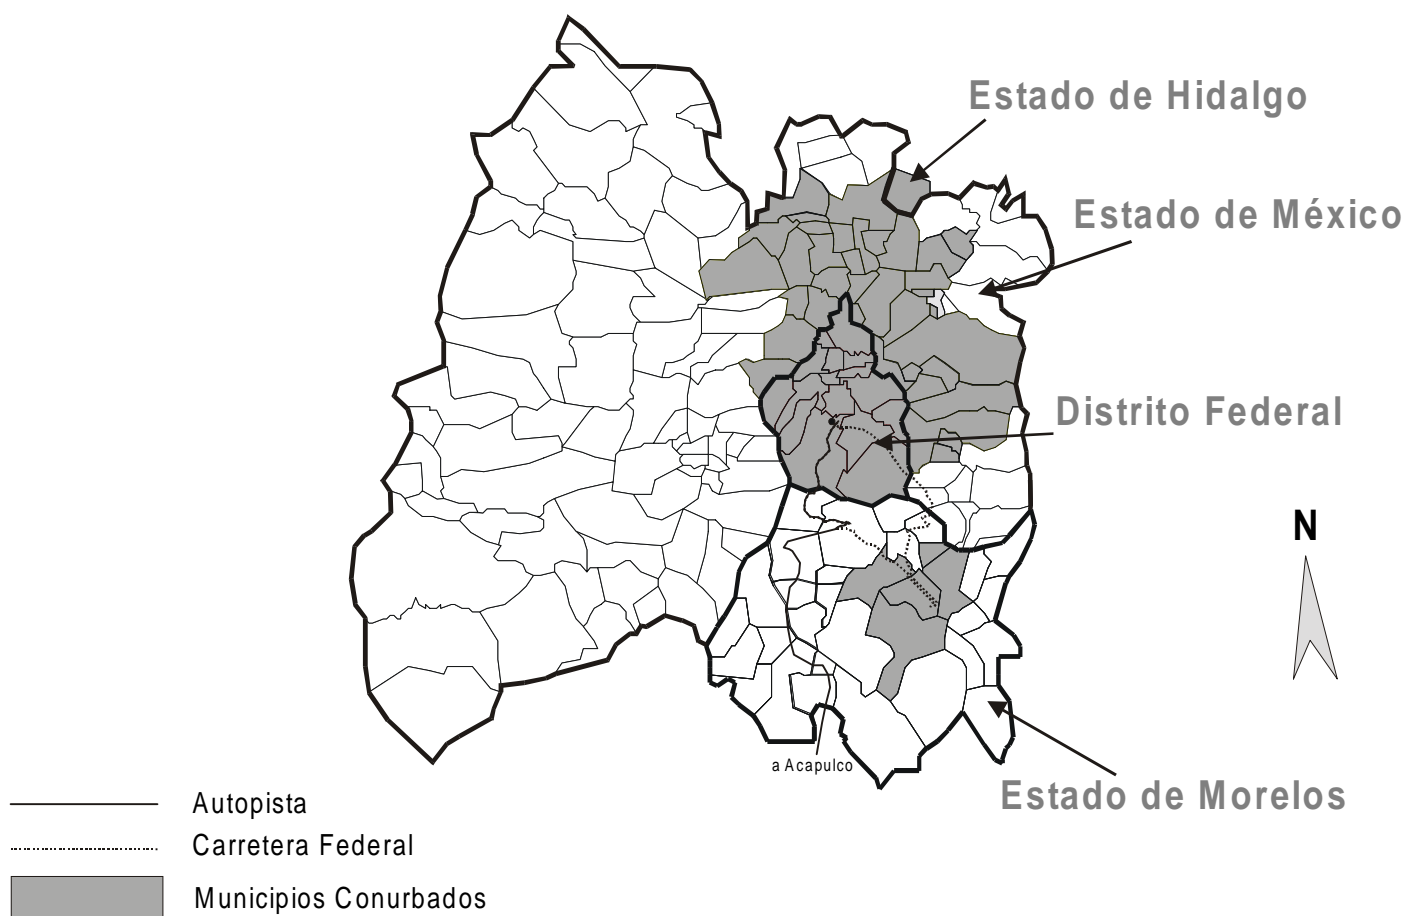 Estado de Hidalgo
Estado de México
Distrito Federal
N
a Acapulco
Estado de Morelos
Autopista
Carretera Federal
Municipios Conurbados